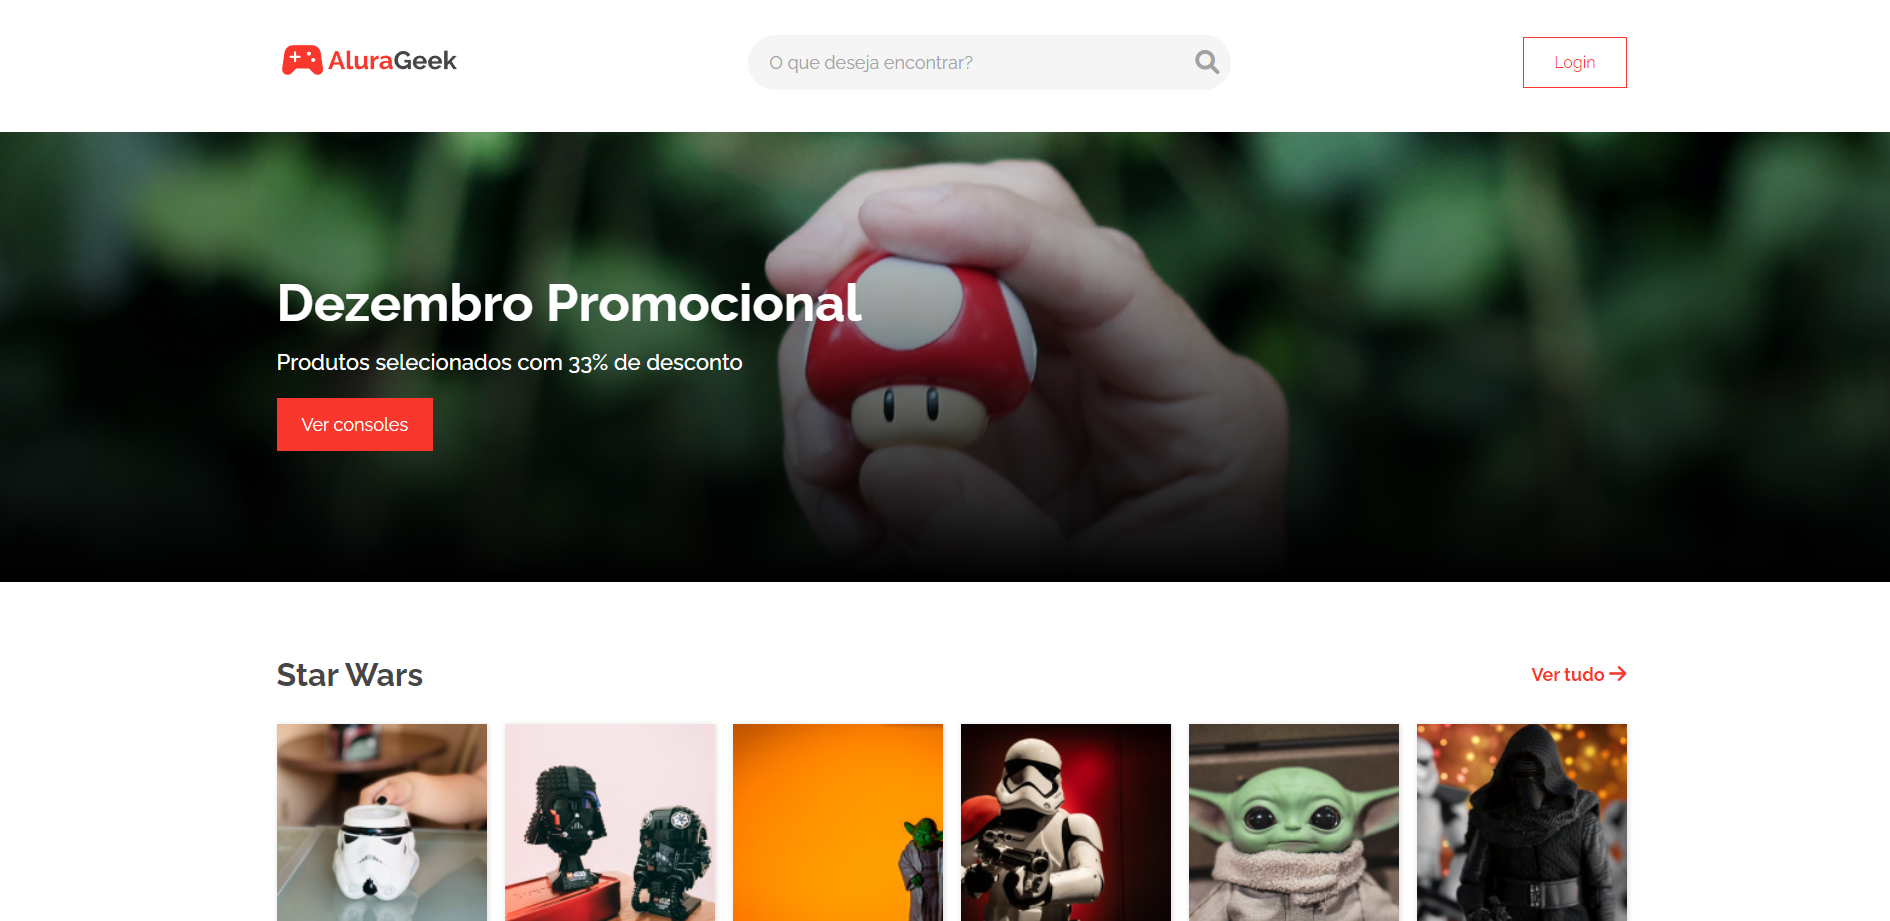 AluraGeek
O que deseja encontrar?
Login
Dezembro Promocional
Produtos selecionados com 33% de desconto
Ver consoles
Star Wars
Ver tudo